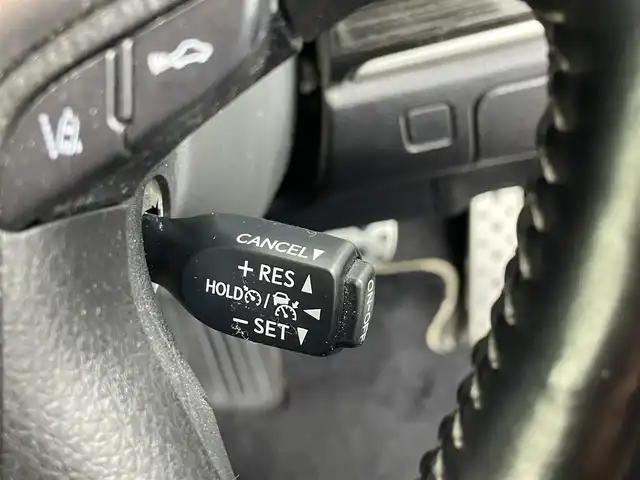 CANCEL▼
+ RES ▲
HOLD / ◀
− SET ▼
ON·OFF